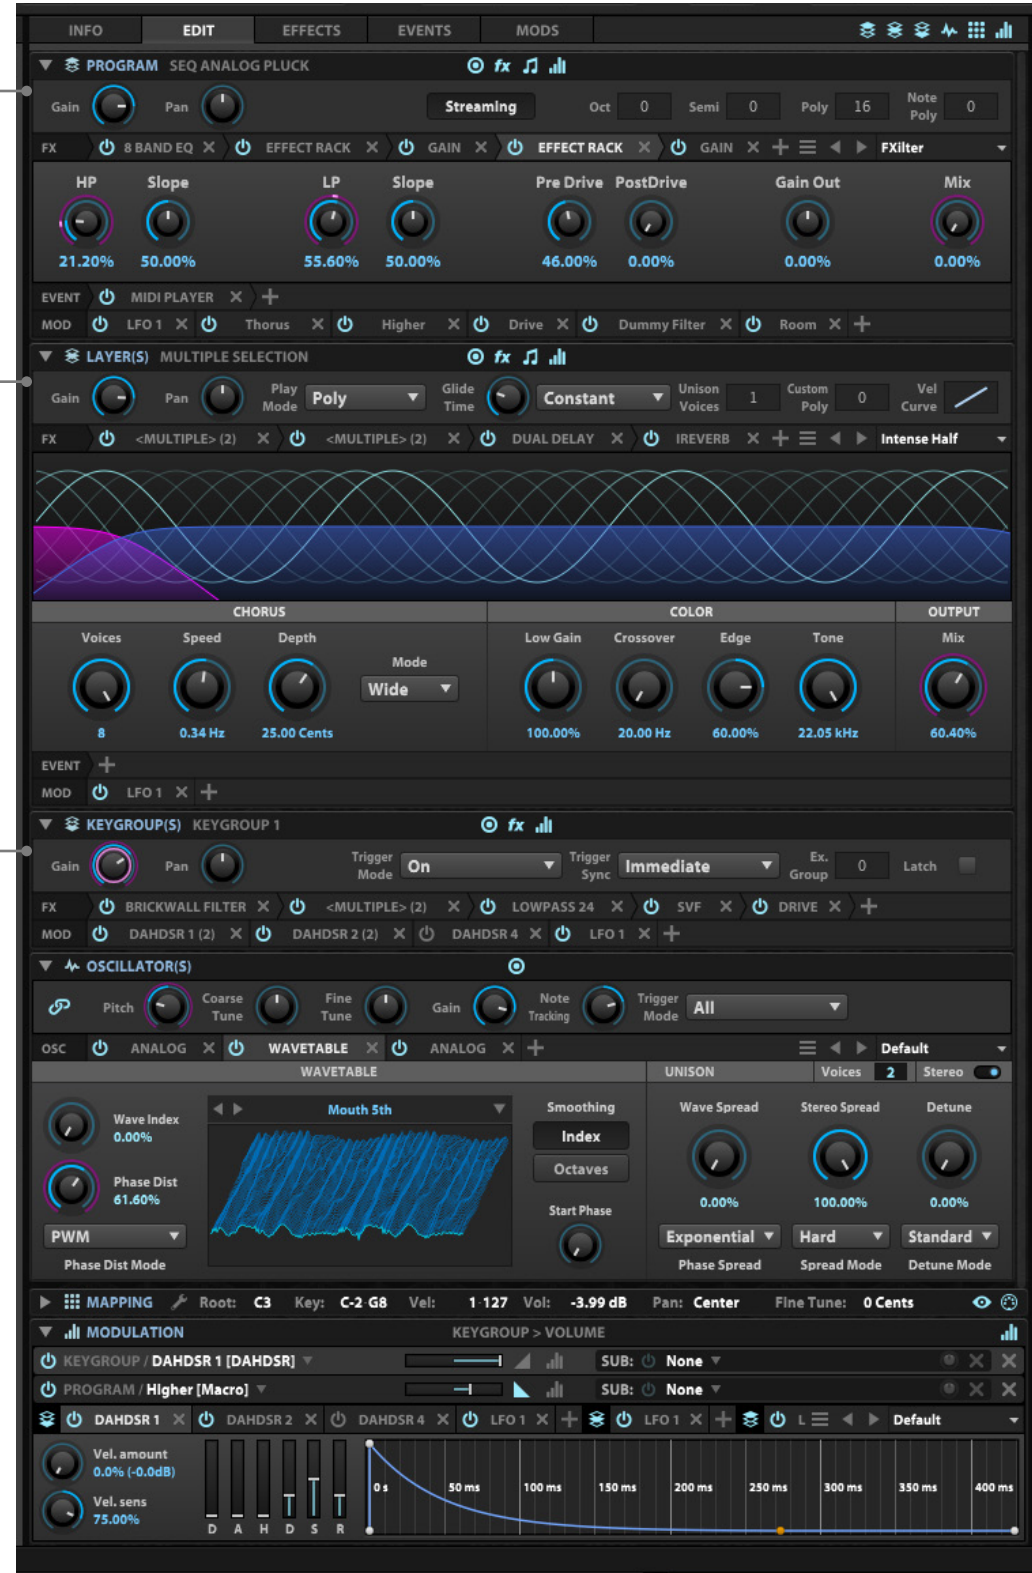 INFO EDIT EFFECTS EVENTS MODS
PROGRAM SEQ ANALOG PLUCK fx
Gain Pan Streaming Oct 0 Semi 0 Poly 16 Note Poly 0
FX 8 BAND EQ EFFECT RACK GAIN EFFECT RACK GAIN FXilter
HP Slope LP Slope Pre Drive PostDrive Gain Out Mix
21.20% 50.00% 55.60% 50.00% 46.00% 0.00% 0.00% 0.00%
EVENT MIDI PLAYER
MOD LFO 1 Thorus Higher Drive Dummy Filter Room
LAYER(S) MULTIPLE SELECTION fx
Gain Pan Play Mode Poly Glide Time Constant Unison Voices 1 Custom Poly 0 Vel Curve
FX <MULTIPLE> (2) <MULTIPLE> (2) DUAL DELAY IREVERB Intense Half
CHORUS COLOR OUTPUT
Voices Speed Depth Mode Low Gain Crossover Edge Tone Mix
Wide
8 0.34 Hz 25.00 Cents 100.00% 20.00 Hz 60.00% 22.05 kHz 60.40%
EVENT
MOD LFO 1
KEYGROUP(S) KEYGROUP 1 fx
Gain Pan Trigger Mode On Trigger Sync Immediate Ex. Group 0 Latch
FX BRICKWALL FILTER <MULTIPLE> (2) LOWPASS 24 SVF DRIVE
MOD DAHDSR 1 (2) DAHDSR 2 (2) DAHDSR 4 LFO 1
OSCILLATOR(S)
Pitch Coarse Tune Fine Tune Gain Note Tracking Trigger Mode All
OSC ANALOG WAVETABLE ANALOG Default
WAVETABLE UNISON Voices 2 Stereo
Wave Index
0.00%
Mouth 5th
Smoothing
Index
Octaves
Wave Spread Stereo Spread Detune
Phase Dist
61.60%
Start Phase
0.00% 100.00% 0.00%
PWM Exponential Hard Standard
Phase Dist Mode Phase Spread Spread Mode Detune Mode
MAPPING Root: C3 Key: C-2 G8 Vel: 1-127 Vol: -3.99 dB Pan: Center Fine Tune: 0 Cents
MODULATION KEYGROUP > VOLUME
KEYGROUP / DAHDSR 1 [DAHDSR] SUB: None
PROGRAM / Higher [Macro] SUB: None
DAHDSR 1 DAHDSR 2 DAHDSR 4 LFO 1 LFO 1 L Default
Vel. amount
0.0% (-0.0dB)
0 s 50 ms 100 ms 150 ms 200 ms 250 ms 300 ms 350 ms 400 ms
Vel. sens
75.00%
D A H D S R